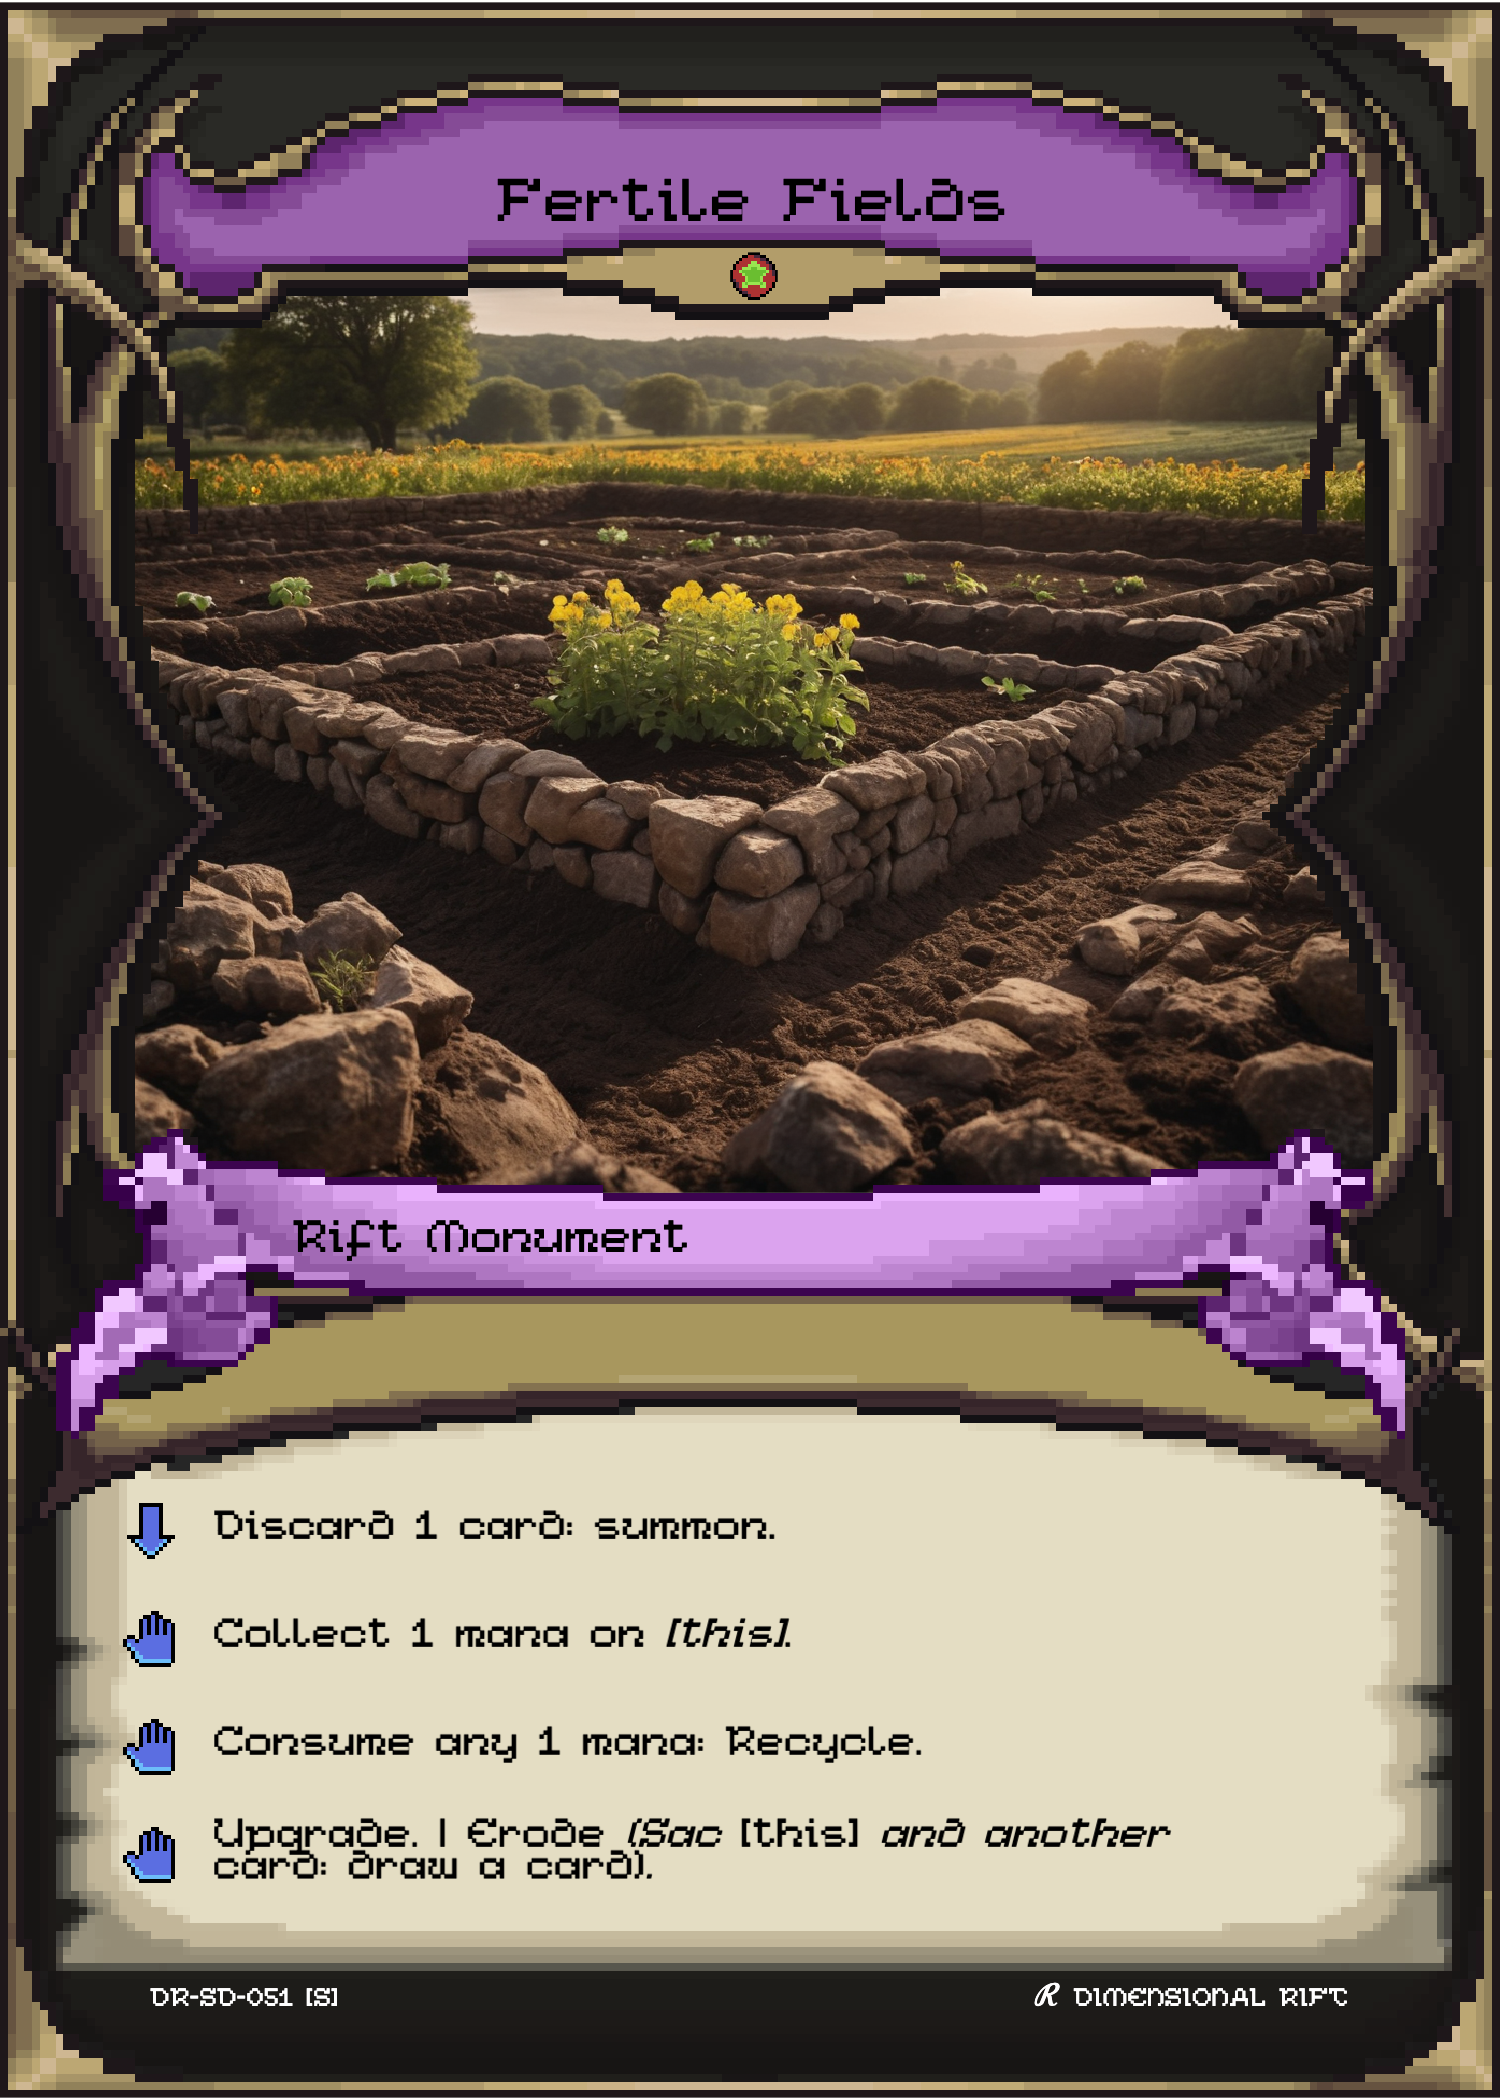 Fertile Fields
Rift Monument
Discard 1 card: summon.
Collect 1 mana on [this].
Consume any 1 mana: Recycle.
Upgrade. | Erode (Sac [this] and another
card: draw a card).
DR-SD-051 [S]
R DIMENSIONAL RIFT